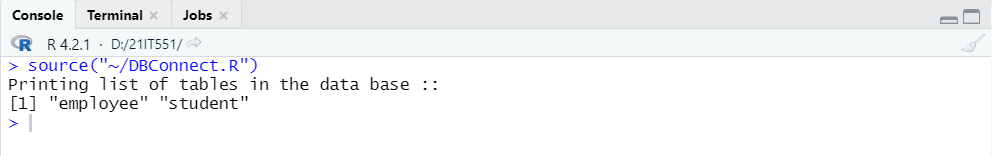 Console Terminal Jobs
R R 4.2.1 · D:/21IT551/
> source("~/DBConnect.R")
Printing list of tables in the data base ::
[1] "employee" "student"
>